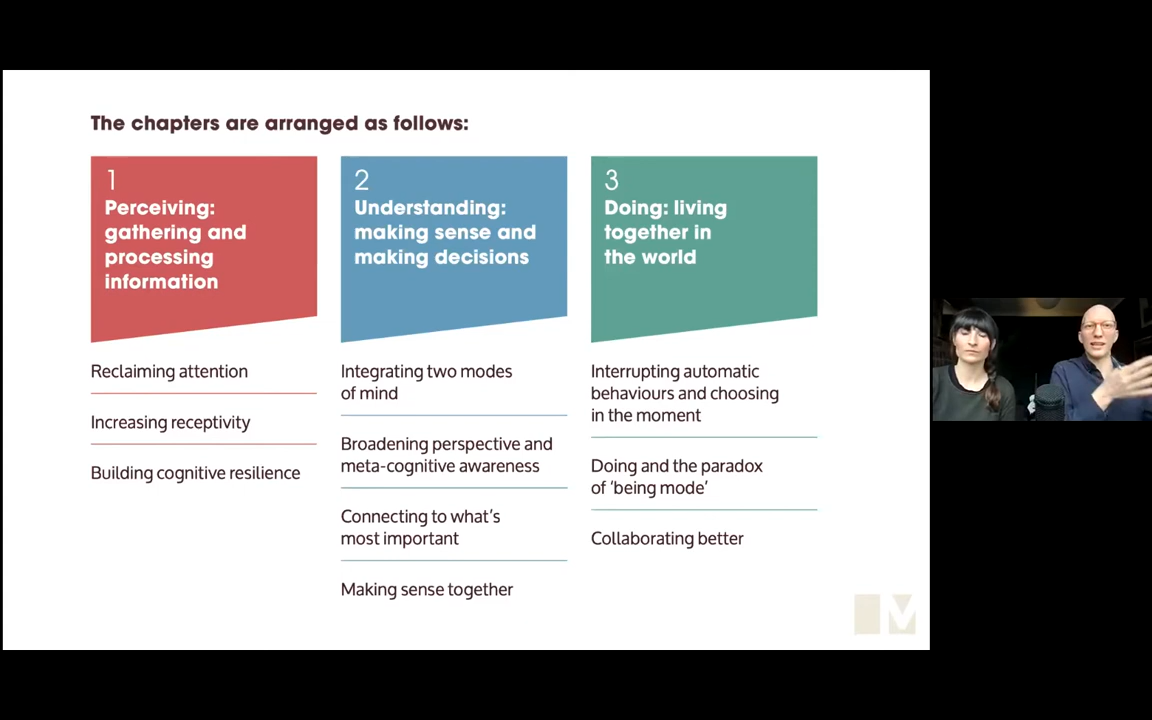 The chapters are arranged as follows:
1
Perceiving:
gathering and
processing
information
Reclaiming attention
Increasing receptivity
Building cognitive resilience
2
Understanding:
making sense and
making decisions
Integrating two modes
of mind
Broadening perspective and
meta-cognitive awareness
Connecting to what's
most important
Making sense together
3
Doing: living
together in
the world
Interrupting automatic
behaviours and choosing
in the moment
Doing and the paradox
of ‘being mode’
Collaborating better